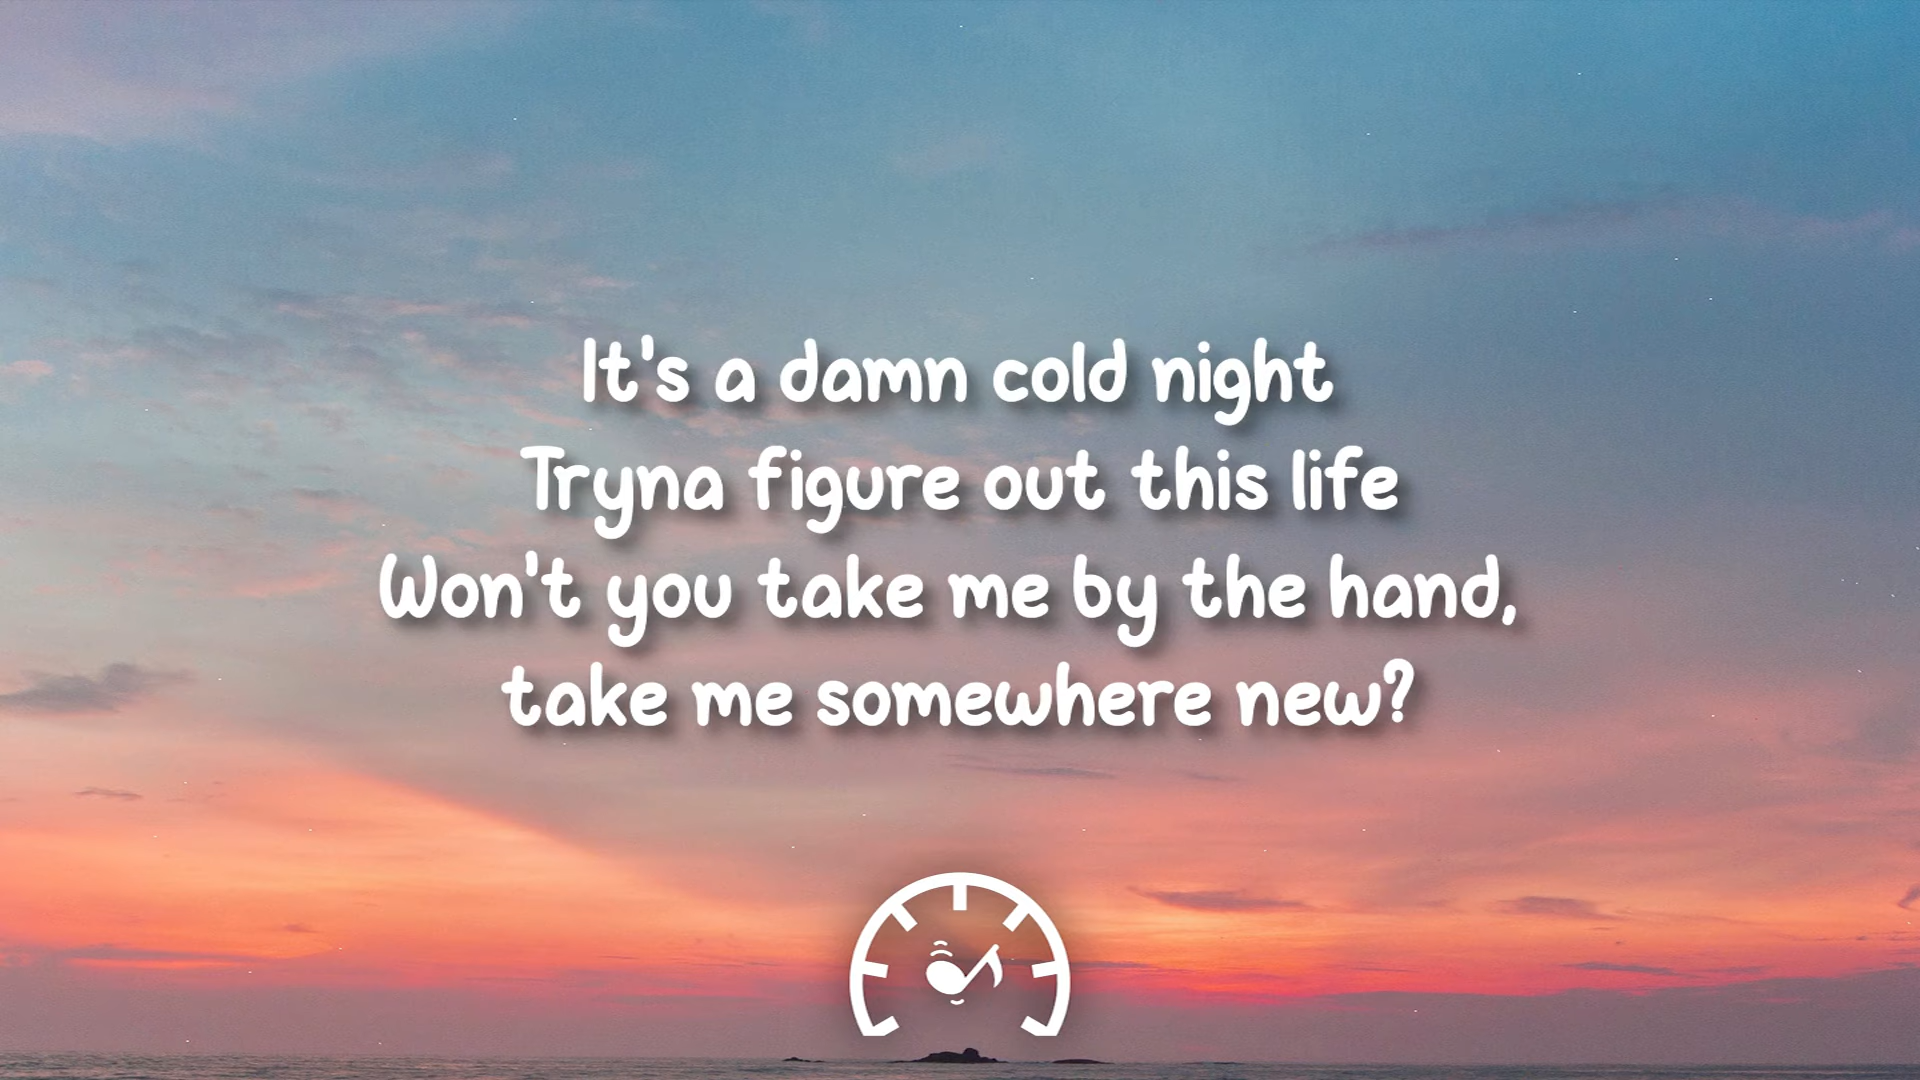 It's a damn cold night
Tryna figure out this life
Won't you take me by the hand,
take me somewhere new?